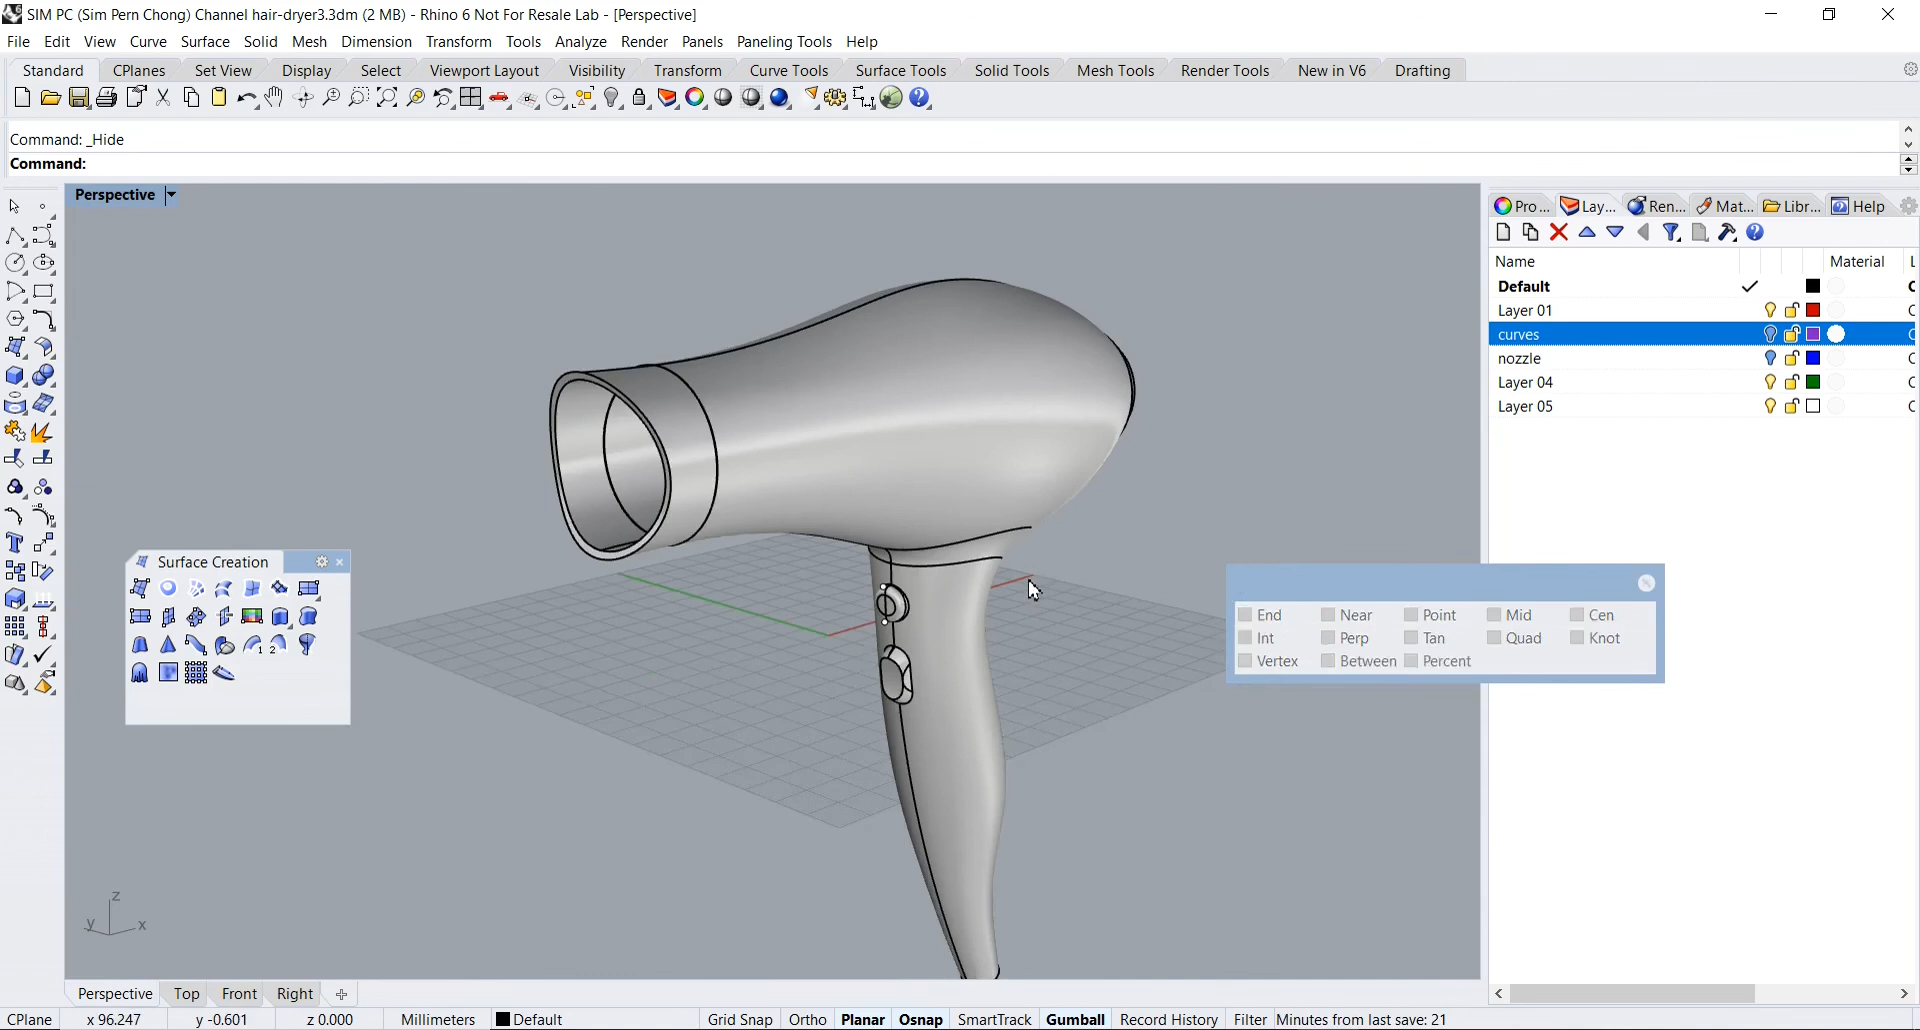 SIM PC (Sim Pern Chong) Channel hair-dryer3.3dm (2 MB) - Rhino 6 Not For Resale Lab - [Perspective]
File Edit View Curve Surface Solid Mesh Dimension Transform Tools Analyze Render Panels Paneling Tools Help
Standard CPlanes Set View Display Select Viewport Layout Visibility Transform Curve Tools Surface Tools Solid Tools Mesh Tools Render Tools New in V6 Drafting
Command: _Hide
Command:
Perspective
Pro ... Lay... Ren... Mat... Libr... Help
Name Material L
Default
Layer 01
curves
nozzle
Layer 04
Layer 05
Surface Creation
End Near Point Mid Cen
Int Perp Tan Quad Knot
Vertex Between Percent
z
y x
Perspective Top Front Right
CPlane x 96.247 y -0.601 z 0.000 Millimeters Default Grid Snap Ortho Planar Osnap SmartTrack Gumball Record History Filter Minutes from last save: 21